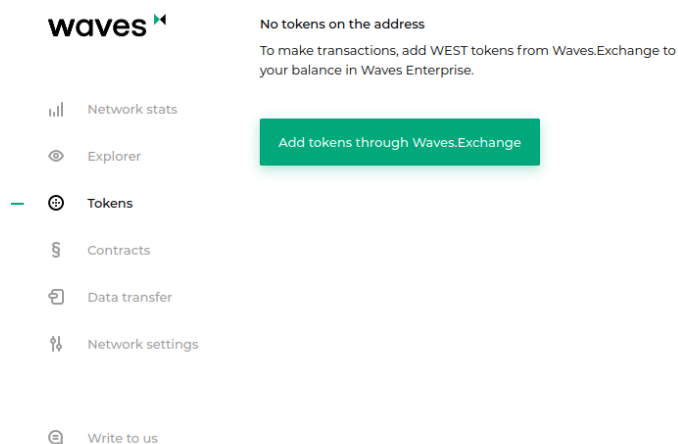 waves
No tokens on the address
To make transactions, add WEST tokens from Waves.Exchange to
your balance in Waves Enterprise.
Add tokens through Waves.Exchange
Network stats
Explorer
Tokens
§ Contracts
Data transfer
Network settings
Write to us